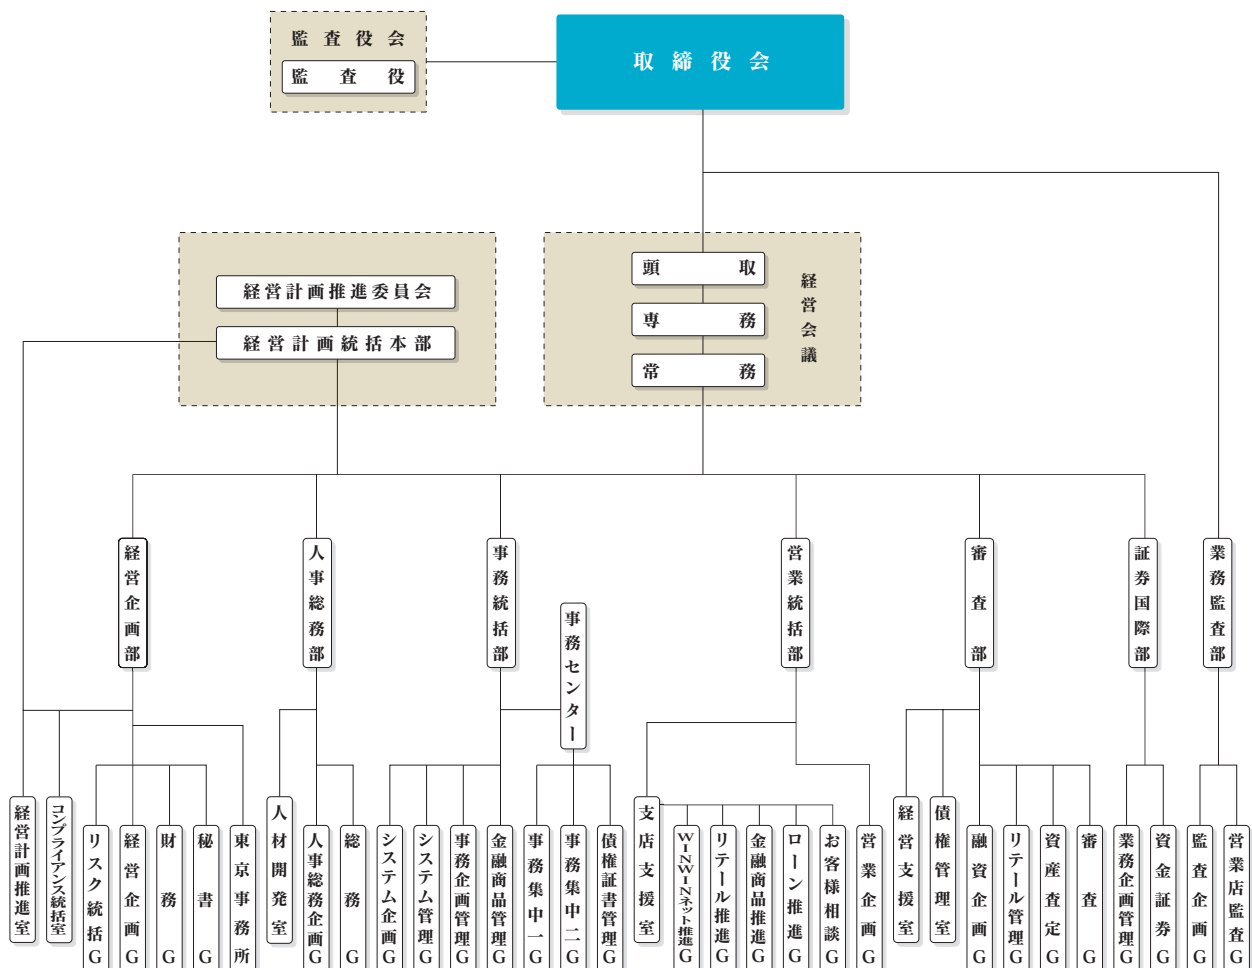 監査役会
監査役
取締役会
経営計画推進委員会
経営計画統括本部
頭取
専務
常務
経営会議
経営企画部
人事総務部
事務統括部
事務センター
営業統括部
審査部
証券国際部
業務監査部
経営計画推進室
コンプライアンス統括室
リスク統括G
経営企画G
財務G
秘書G
東京事務所
人材開発室
人事総務企画G
総務G
システム企画G
システム管理G
事務企画管理G
金融商品管理G
事務集中一G
事務集中二G
債権証書管理G
支店支援室
WINWINネット推進G
リテール推進G
金融商品推進G
ローン推進G
お客様相談G
営業企画G
経営支援室
債権管理室
融資企画G
リテール管理G
資産査定G
審査G
業務企画管理G
資金証券G
監査企画G
営業店監査G